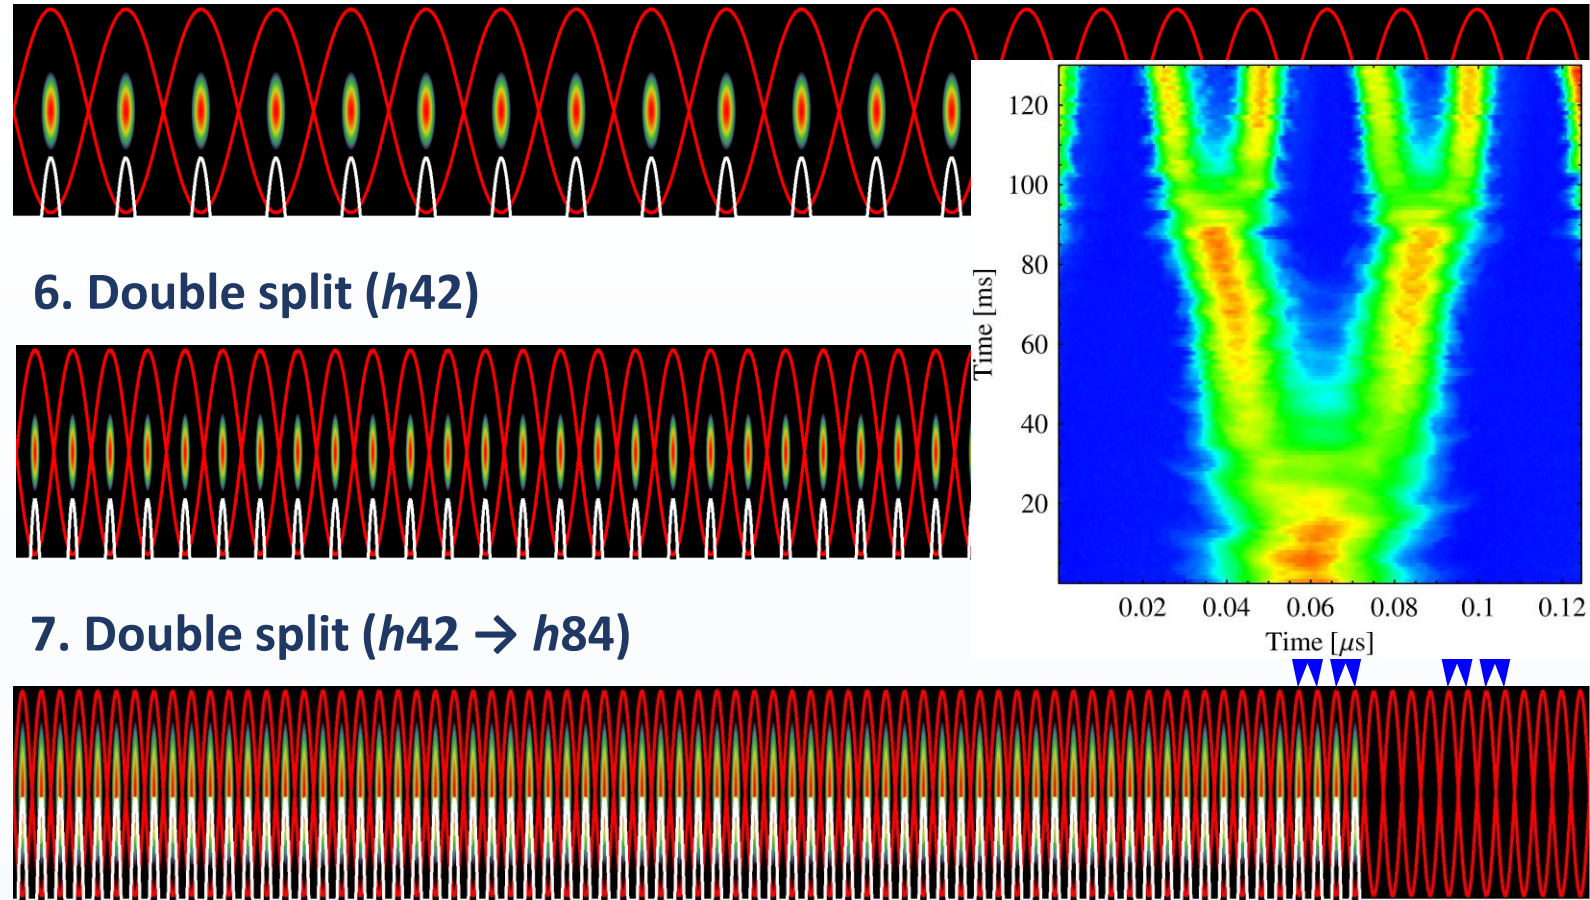 6. Double split (h42)
7. Double split (h42 → h84)
120
100
80
60
40
20
Time [ms]
0.02 0.04 0.06 0.08 0.1 0.12
Time [μs]